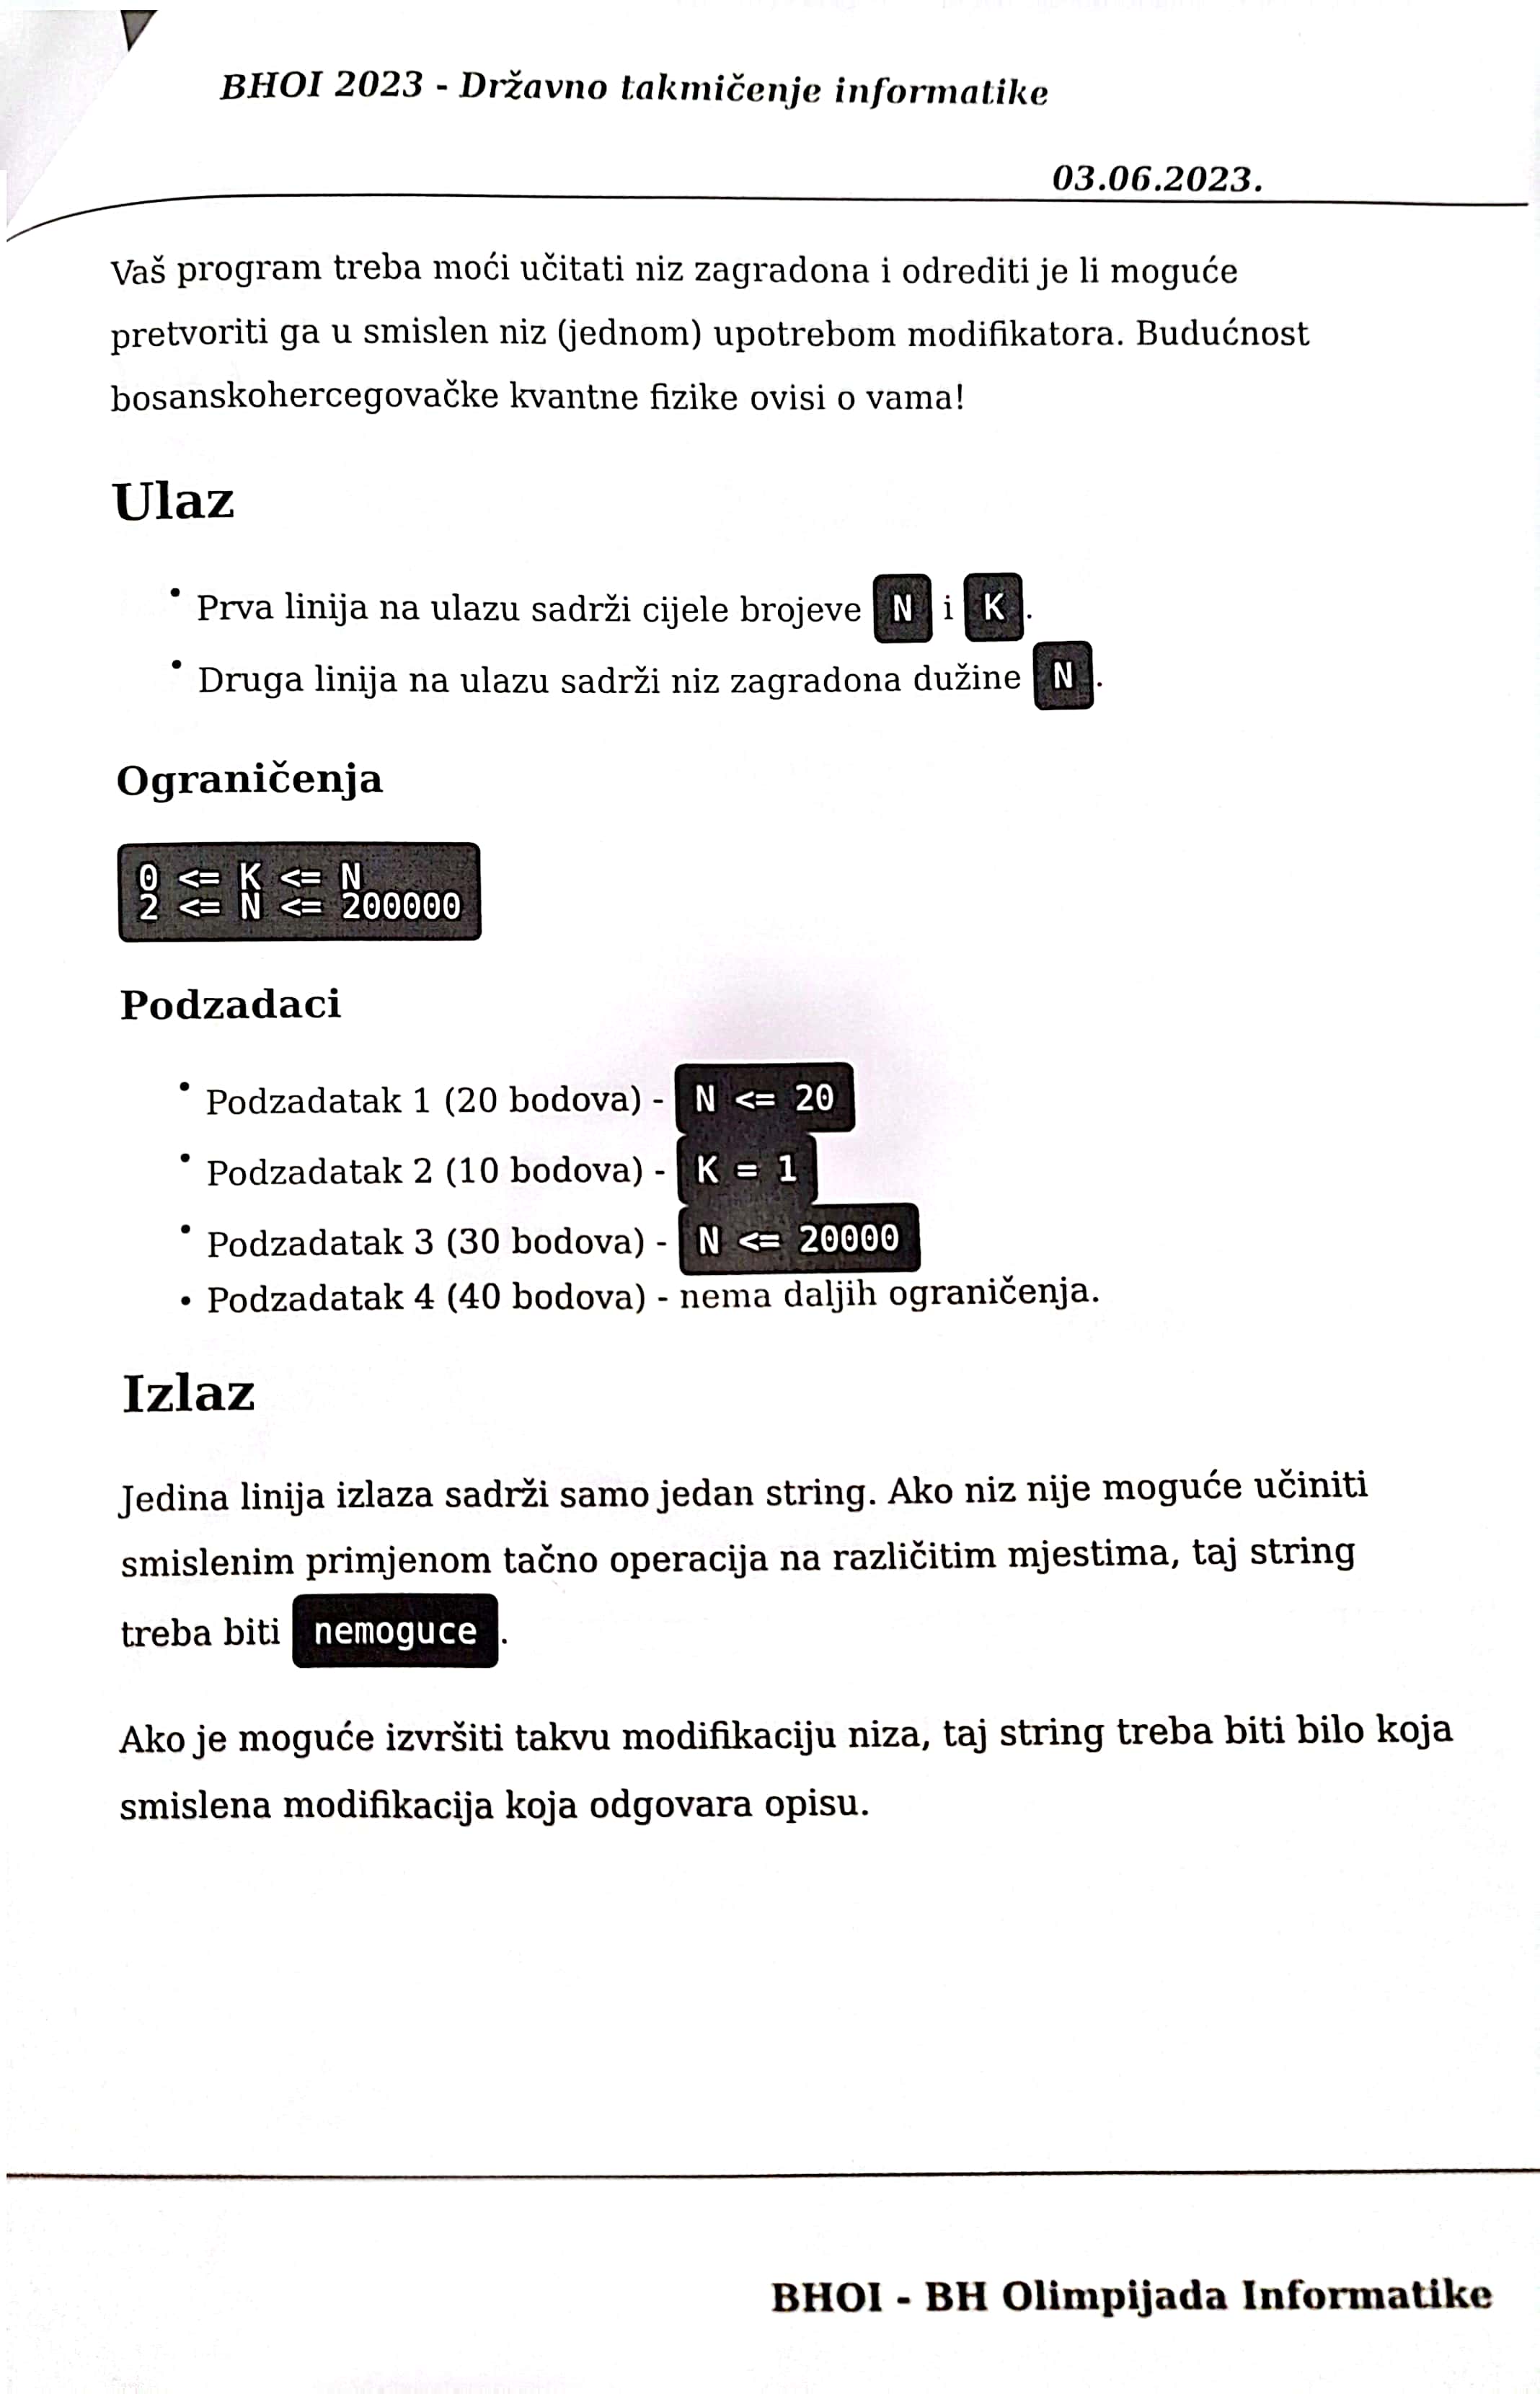 BHOI 2023 - Državno takmičenje informatike
03.06.2023.
Vaš program treba moći učitati niz zagradona i odrediti je li moguće
pretvoriti ga u smislen niz (jednom) upotrebom modifikatora. Budućnost
bosanskohercegovačke kvantne fizike ovisi o vama!
Ulaz
• Prva linija na ulazu sadrži cijele brojeve N i K.
• Druga linija na ulazu sadrži niz zagradona dužine N.
Ograničenja
0 <= K <= N
2 <= N <= 200000
Podzadaci
• Podzadatak 1 (20 bodova) - N <= 20
• Podzadatak 2 (10 bodova) - K = 1
• Podzadatak 3 (30 bodova) - N <= 20000
• Podzadatak 4 (40 bodova) - nema daljih ograničenja.
Izlaz
Jedina linija izlaza sadrži samo jedan string. Ako niz nije moguće učiniti
smislenim primjenom tačno operacija na različitim mjestima, taj string
treba biti nemoguce.
Ako je moguće izvršiti takvu modifikaciju niza, taj string treba biti bilo koja
smislena modifikacija koja odgovara opisu.
BHOI - BH Olimpijada Informatike